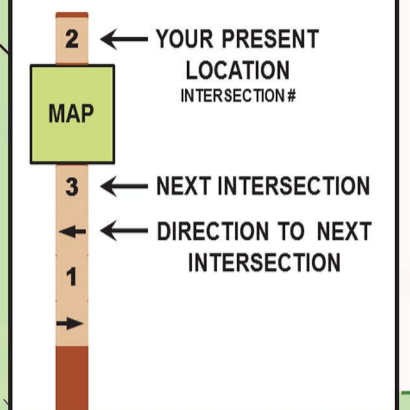 2 YOUR PRESENT
LOCATION
INTERSECTION #
MAP
3 NEXT INTERSECTION
DIRECTION TO NEXT
INTERSECTION
1